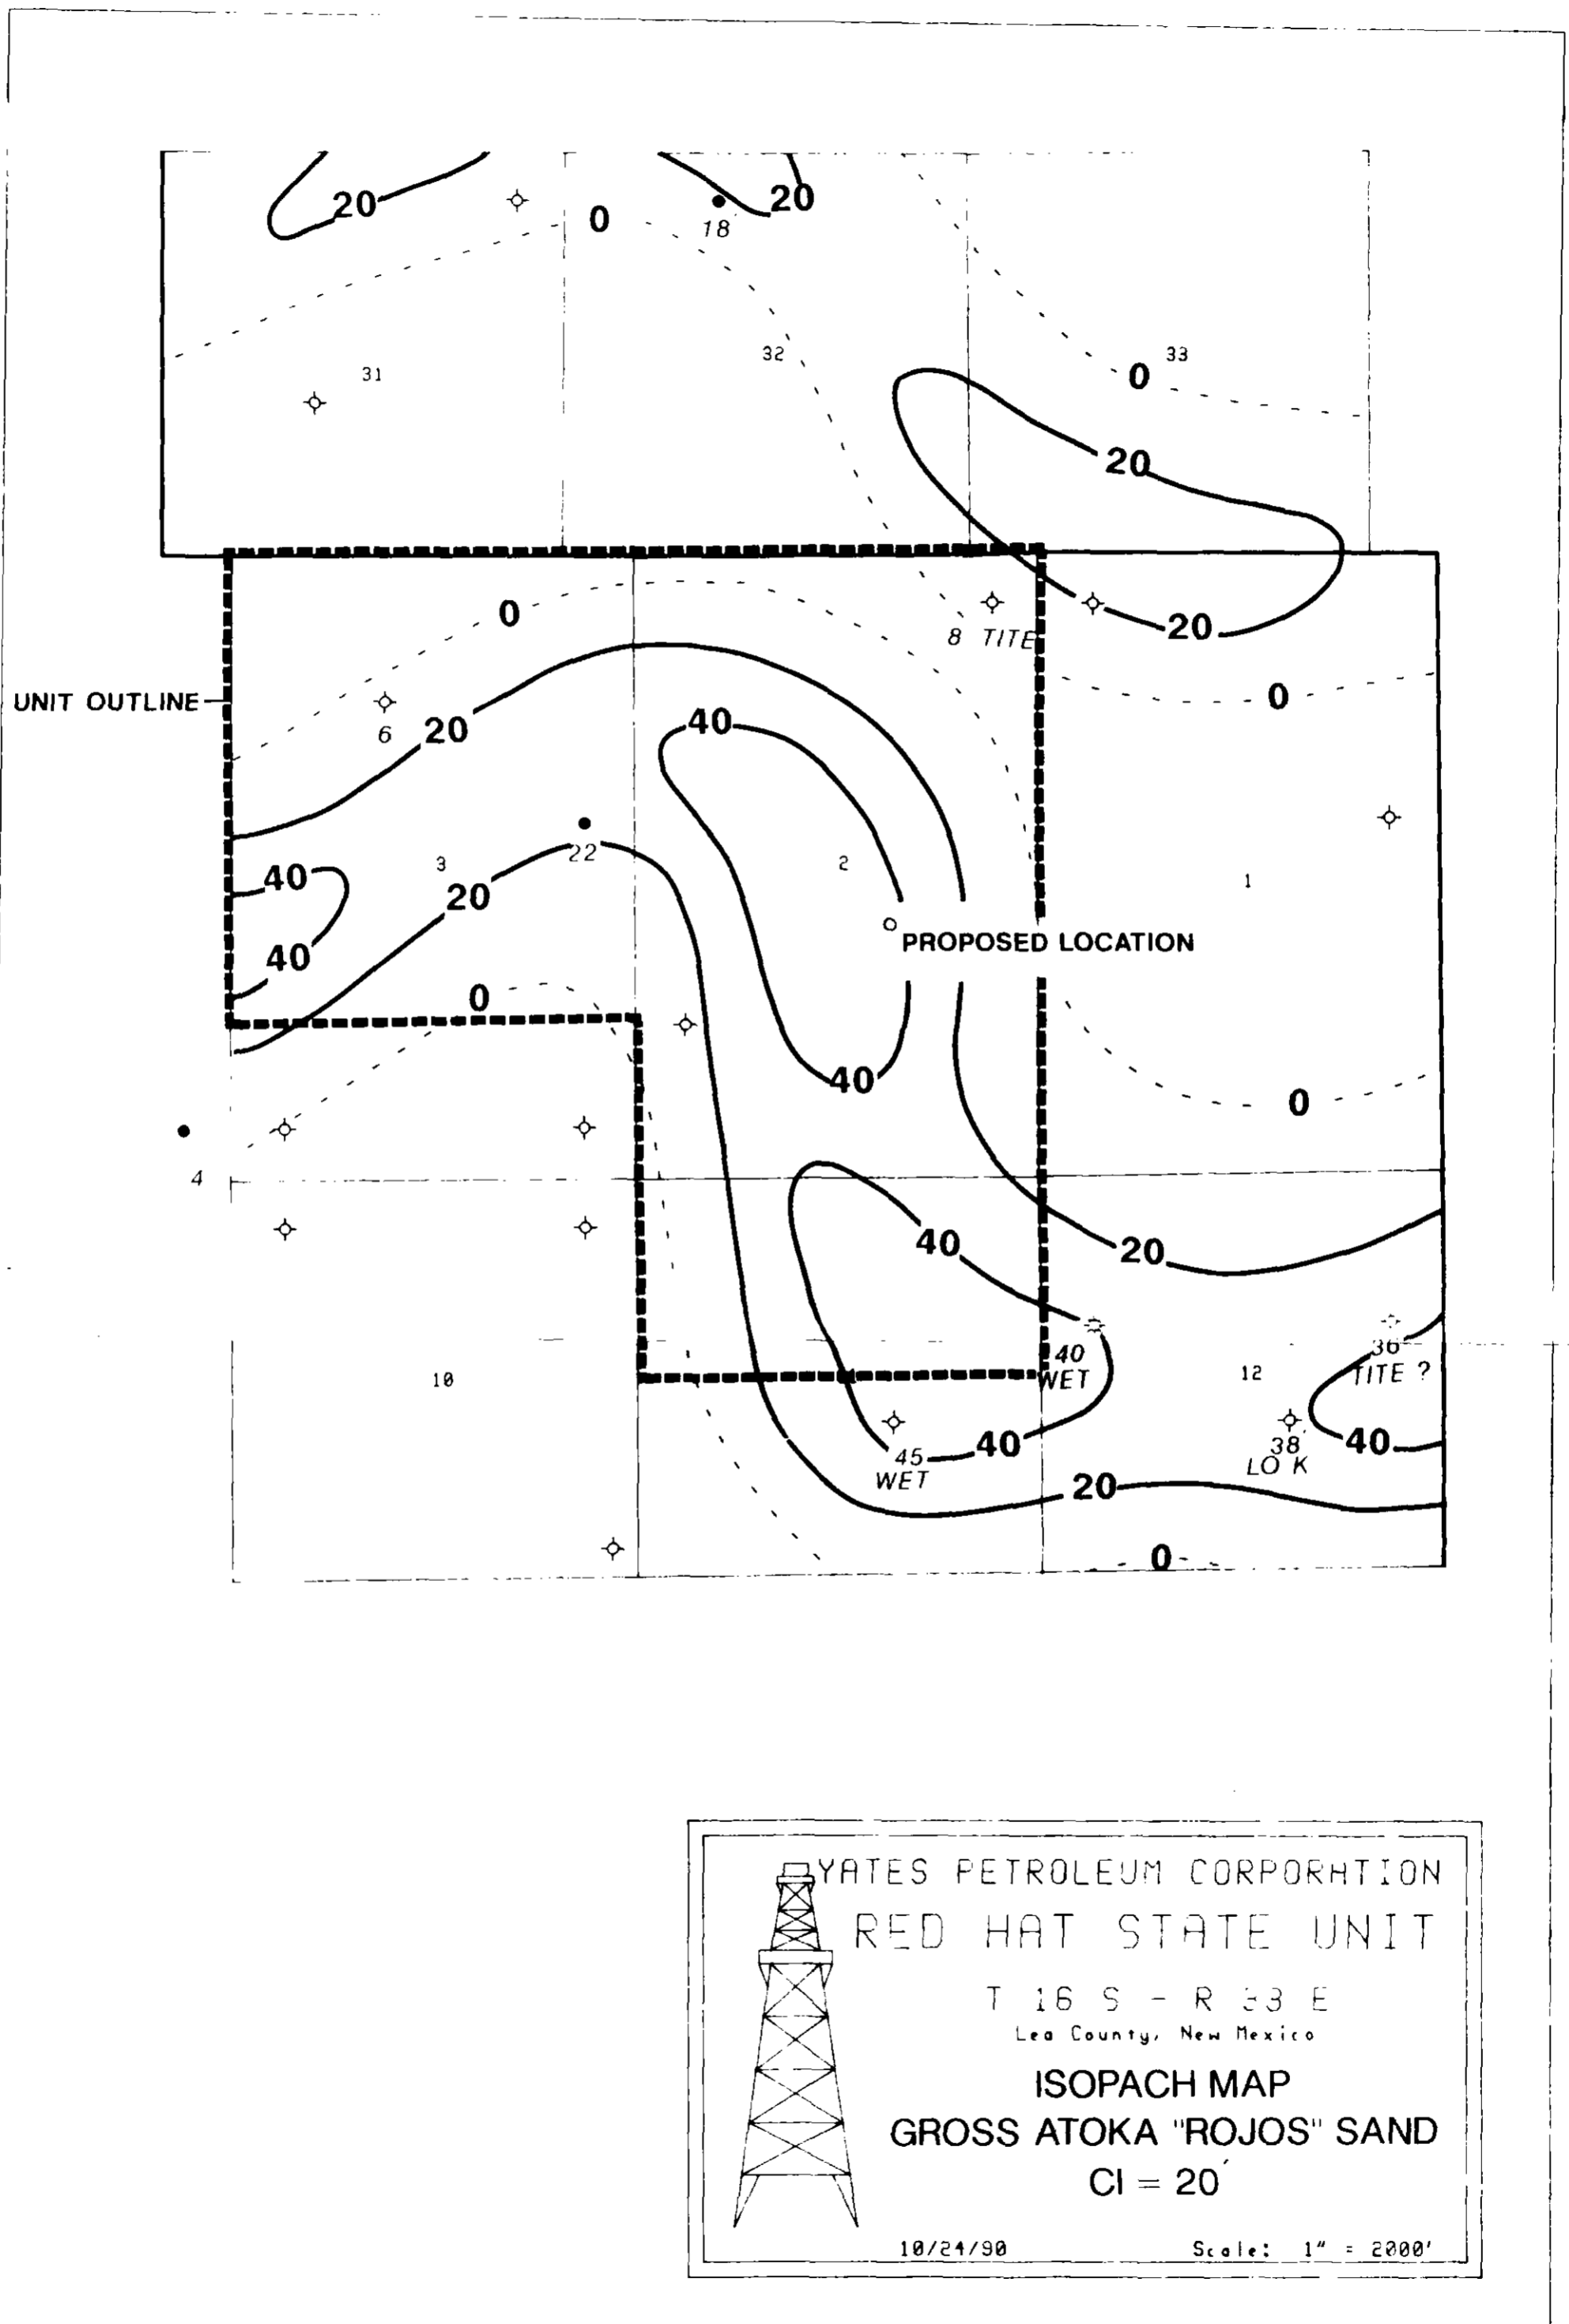 20
0
18
20
31
32
33
0
20
0
8 TITE
20
UNIT OUTLINE
6
20
40
0
40
3
22
2
1
20
40
PROPOSED LOCATION
0
40
0
4
40
20
10
40
WET
12
36
TITE ?
45
WET
40
38
LO K
40
20
0
YATES PETROLEUM CORPORATION
RED HAT STATE UNIT
T 16 S - R 33 E
Lea County, New Mexico
ISOPACH MAP
GROSS ATOKA "ROJOS" SAND
CI = 20'
10/24/90
Scale: 1" = 2000'